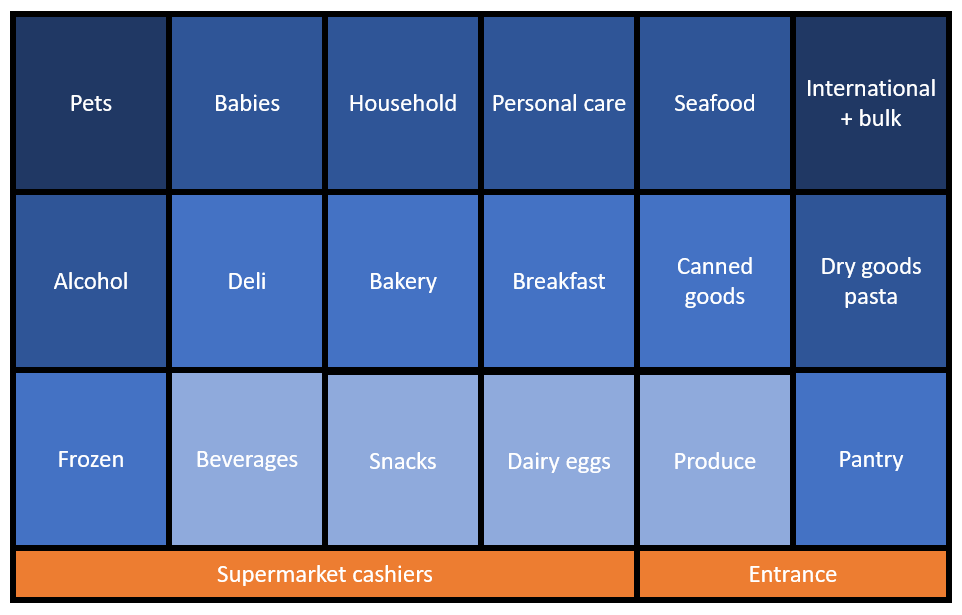 Pets
Babies
Household
Personal care
Seafood
International
+ bulk
Alcohol
Deli
Bakery
Breakfast
Canned
goods
Dry goods
pasta
Frozen
Beverages
Snacks
Dairy eggs
Produce
Pantry
Supermarket cashiers
Entrance